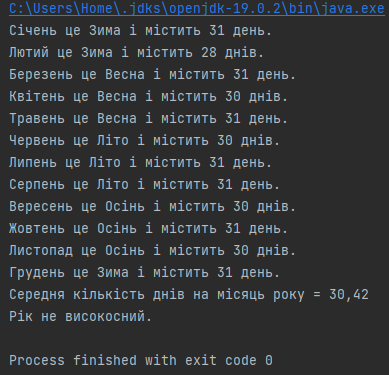 C:\Users\Home\.jdks\openjdk-19.0.2\bin\java.exe
Січень це Зима і містить 31 день.
Лютий це Зима і містить 28 днів.
Березень це Весна і містить 31 день.
Квітень це Весна і містить 30 днів.
Травень це Весна і містить 31 день.
Червень це Літо і містить 30 днів.
Липень це Літо і містить 31 день.
Серпень це Літо і містить 31 день.
Вересень це Осінь і містить 30 днів.
Жовтень це Осінь і містить 31 день.
Листопад це Осінь і містить 30 днів.
Грудень це Зима і містить 31 день.
Середня кількість днів на місяць року = 30,42
Рік не високосний.
Process finished with exit code 0